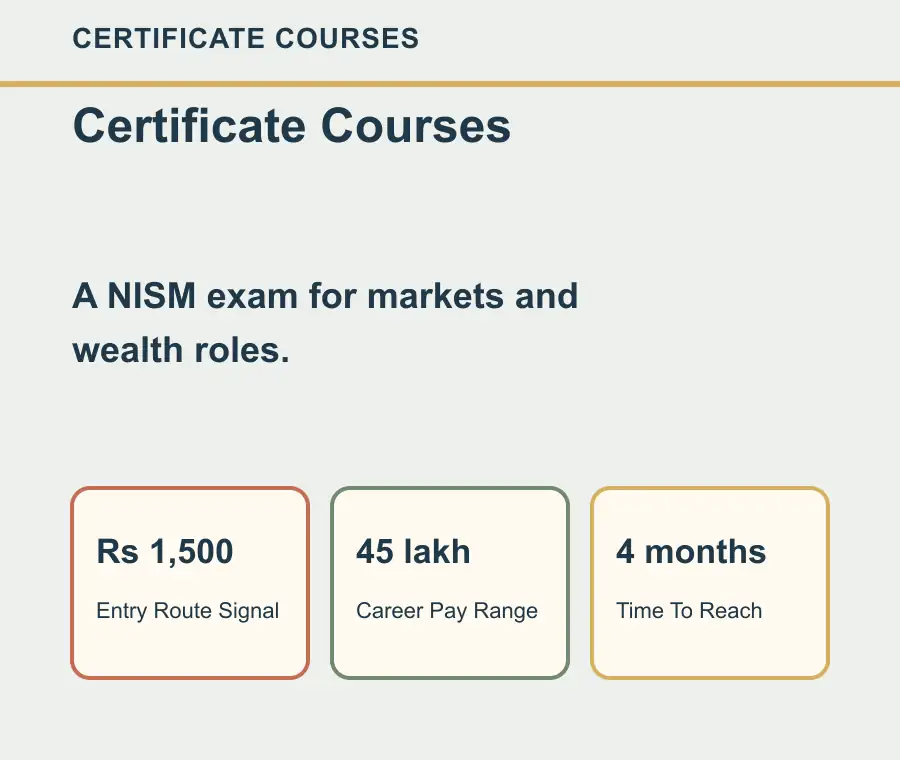 CERTIFICATE COURSES
Certificate Courses
A NISM exam for markets and
wealth roles.
Rs 1,500
Entry Route Signal
45 lakh
Career Pay Range
4 months
Time To Reach